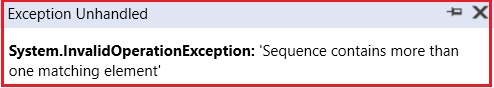 Exception Unhandled
System.InvalidOperationException: 'Sequence contains more than
one matching element'